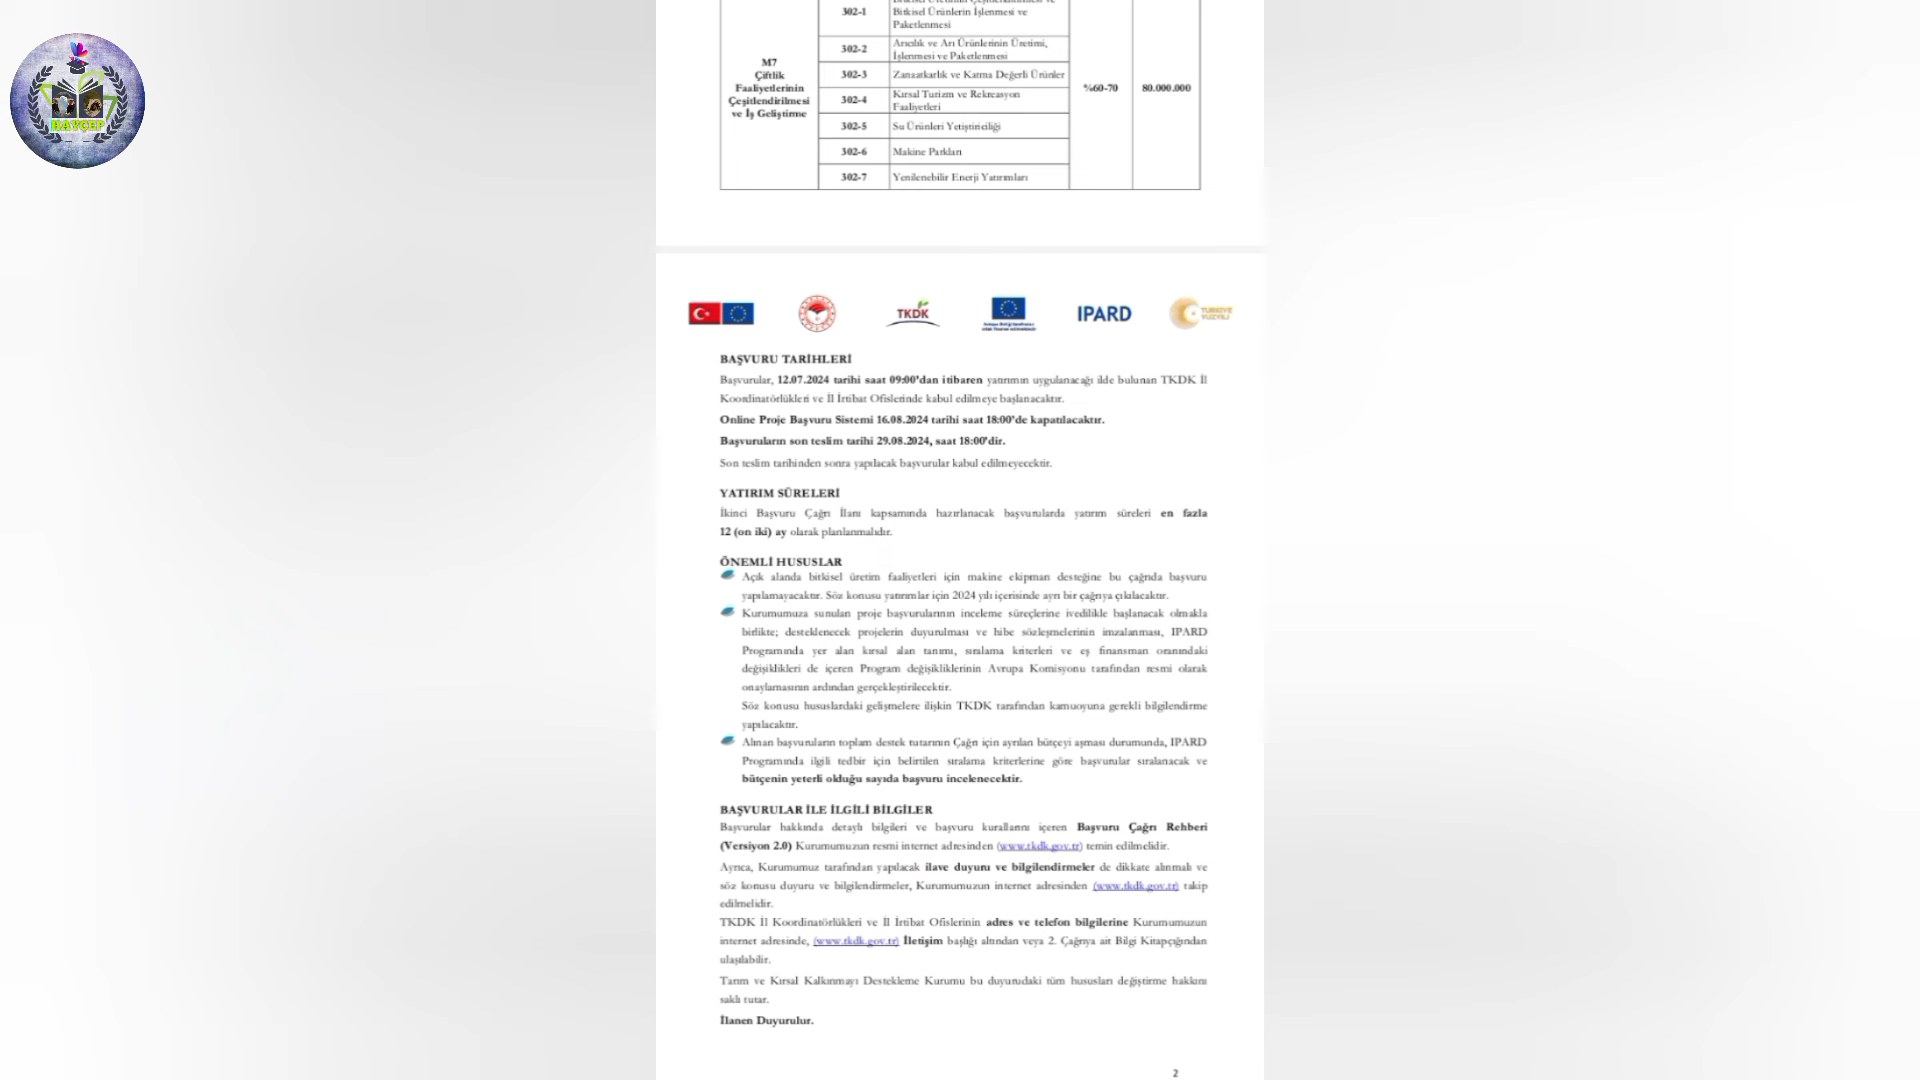 302-1
Bitkisel Ürünlerin İşlenmesi ve
Paketlenmesi
302-2
Arıcılık ve Arı Ürünlerinin Üretimi,
İşlenmesi ve Paketlenmesi
M7
Çiftlik
Faaliyetlerinin
Çeşitlendirilmesi
ve İş Geliştirme
302-3
Zanaatkarlık ve Katma Değerli Ürünler
%60-70
80.000.000
302-4
Kırsal Turizm ve Rekreasyon
Faaliyetleri
302-5
Su Ürünleri Yetiştiriciliği
302-6
Makine Parkları
302-7
Yenilenebilir Enerji Yatırımları
HAYÇEP
TKDK
IPARD
TÜRKİYE
YÜZYILI
BAŞVURU TARİHLERİ
Başvurular, 12.07.2024 tarihi saat 09:00'dan itibaren yatırımın uygulanacağı ilde bulunan TKDK İl
Koordinatörlükleri ve İl İrtibat Ofislerinde kabul edilmeye başlanacaktır.
Online Proje Başvuru Sistemi 16.08.2024 tarihi saat 18:00'de kapatılacaktır.
Başvuruların son teslim tarihi 29.08.2024, saat 18:00'dir.
Son teslim tarihinden sonra yapılacak başvurular kabul edilmeyecektir.
YATIRIM SÜRELERİ
İkinci Başvuru Çağrı İlanı kapsamında hazırlanacak başvurularda yatırım süreleri en fazla
12 (on iki) ay olarak planlanmalıdır.
ÖNEMLİ HUSUSLAR
Açık alanda bitkisel üretim faaliyetleri için makine ekipman desteğine bu çağrıda başvuru
yapılamayacaktır. Söz konusu yatırımlar için 2024 yılı içerisinde ayrı bir çağrıya çıkılacaktır.
Kurumumuza sunulan proje başvurularının inceleme süreçlerine ivedilikle başlanacak olmakla
birlikte; desteklenecek projelerin duyurulması ve hibe sözleşmelerinin imzalanması, IPARD
Programında yer alan kırsal alan tanımı, sıralama kriterleri ve eş finansman oranındaki
değişiklikleri de içeren Program değişikliklerinin Avrupa Komisyonu tarafından resmi olarak
onaylamasının ardından gerçekleştirilecektir.
Söz konusu hususlardaki gelişmelere ilişkin TKDK tarafından kamuoyuna gerekli bilgilendirme
yapılacaktır.
Alınan başvuruların toplam destek tutarının Çağrı için ayrılan bütçeyi aşması durumunda, IPARD
Programında ilgili tedbir için belirtilen sıralama kriterlerine göre başvurular sıralanacak ve
bütçenin yeterli olduğu sayıda başvuru incelenecektir.
BAŞVURULAR İLE İLGİLİ BİLGİLER
Başvurular hakkında detaylı bilgileri ve başvuru kurallarını içeren Başvuru Çağrı Rehberi
(Versiyon 2.0) Kurumumuzun resmi internet adresinden (www.tkdk.gov.tr) temin edilmelidir.
Ayrıca, Kurumumuz tarafından yapılacak ilave duyuru ve bilgilendirmeler de dikkate alınmalı ve
söz konusu duyuru ve bilgilendirmeler, Kurumumuzun internet adresinden (www.tkdk.gov.tr) takip
edilmelidir.
TKDK İl Koordinatörlükleri ve İl İrtibat Ofislerinin adres ve telefon bilgilerine Kurumumuzun
internet adresinde, (www.tkdk.gov.tr) İletişim başlığı altından veya 2. Çağrıya ait Bilgi Kitapçığından
ulaşılabilir.
Tarım ve Kırsal Kalkınmayı Destekleme Kurumu bu duyurudaki tüm hususları değiştirme hakkını
saklı tutar.
İlanen Duyurulur.
2